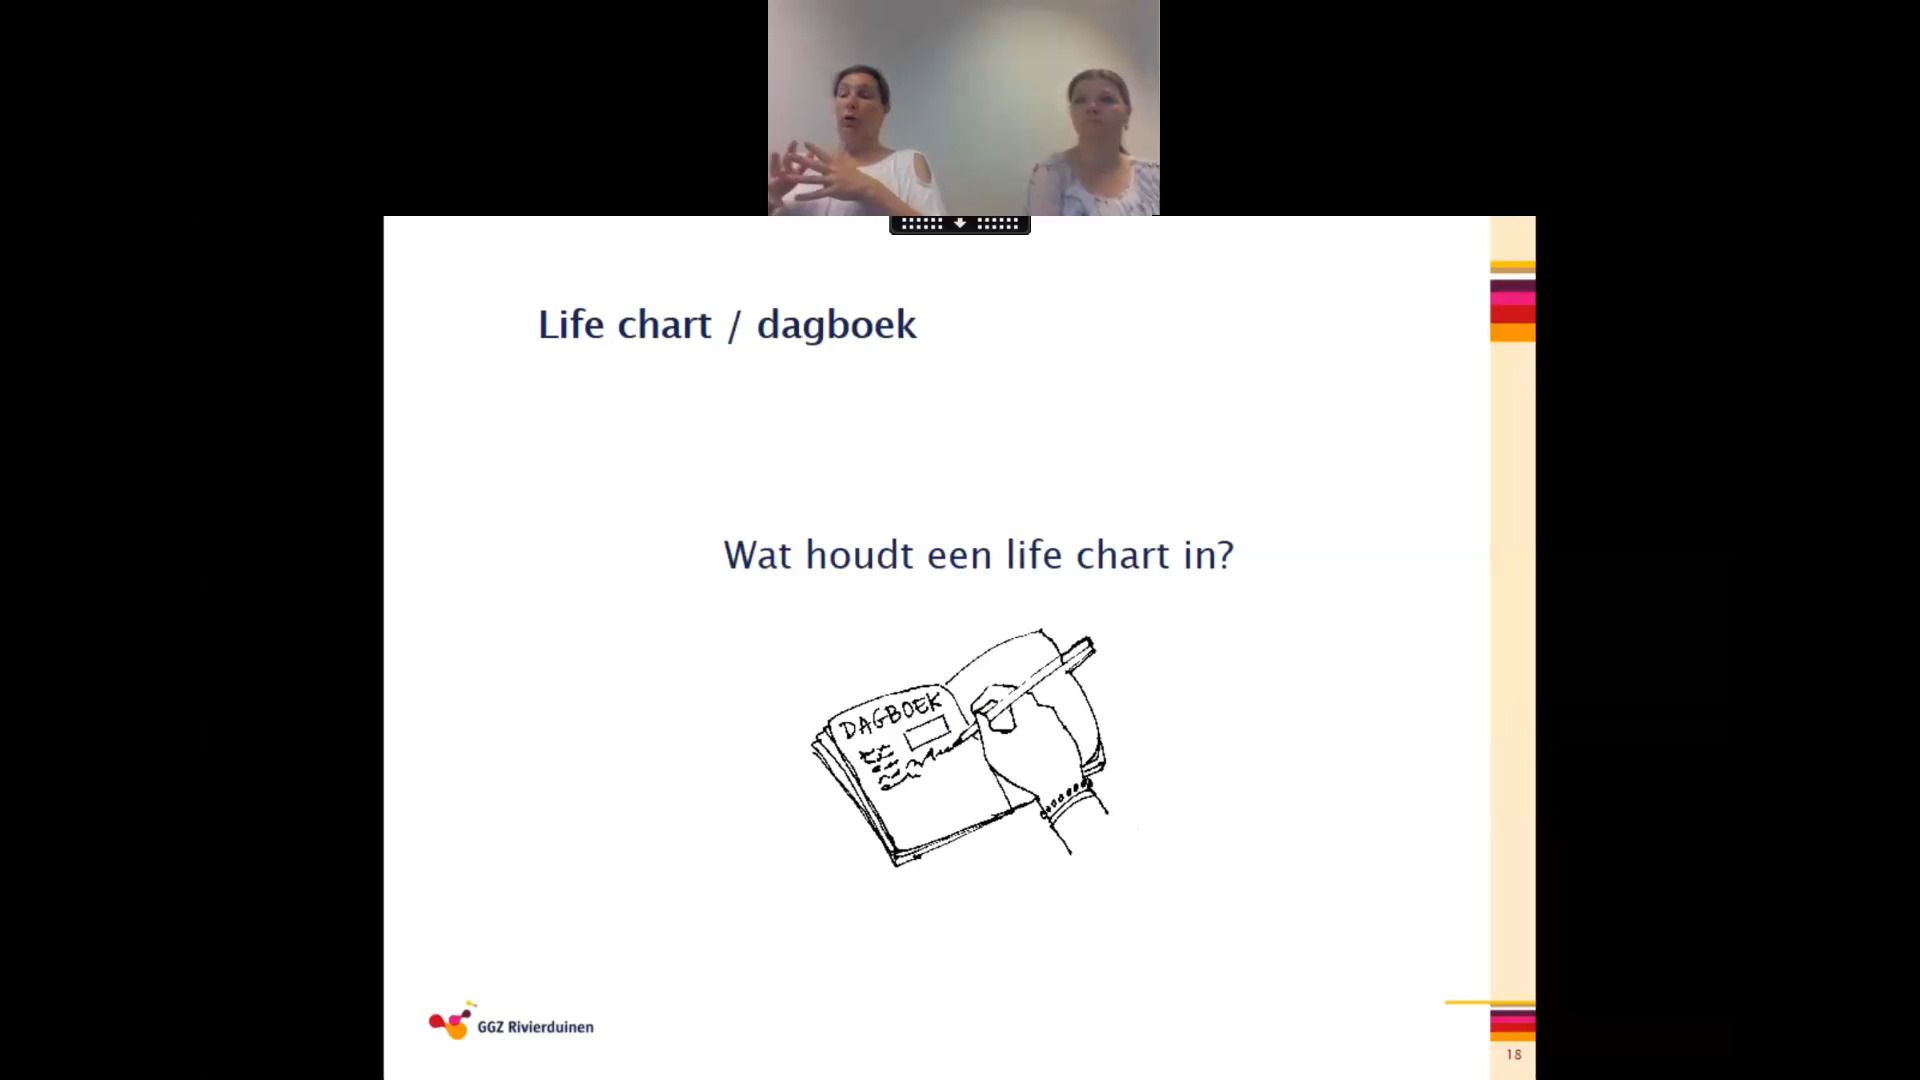 Life chart / dagboek
Wat houdt een life chart in?
DAGBOEK
GGZ Rivierduinen
18